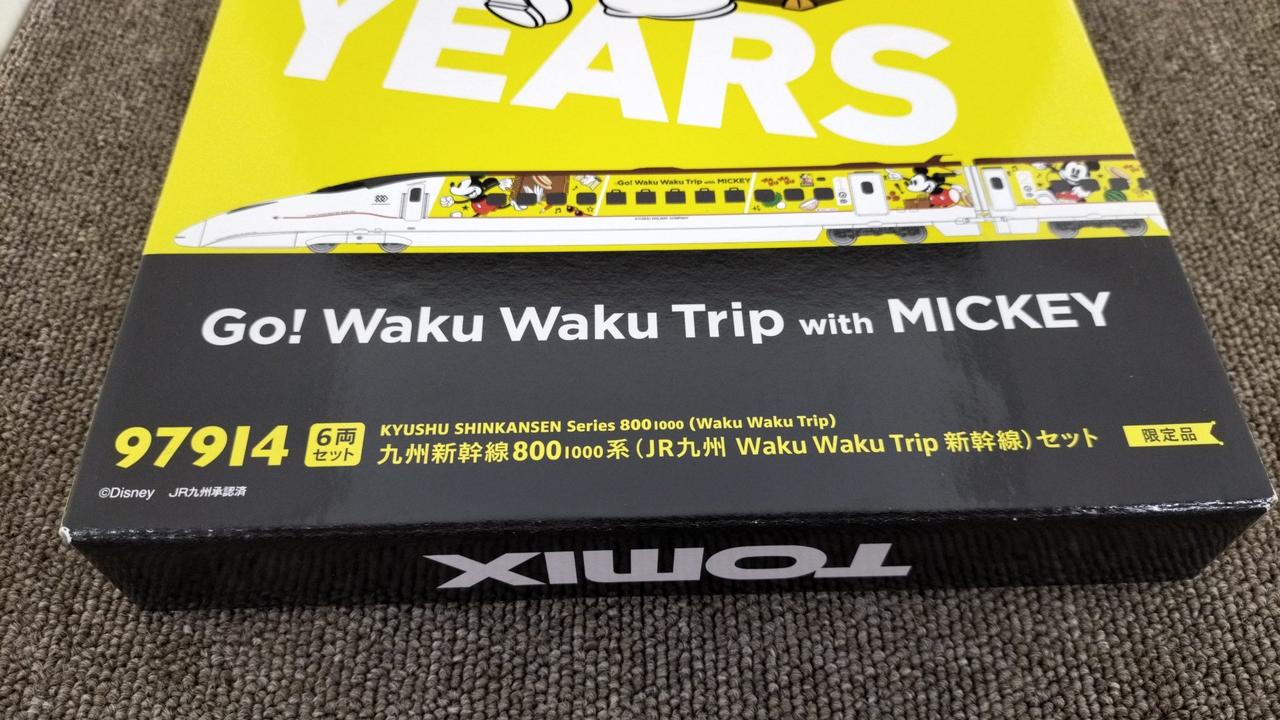 YEARS
Go! Waku Waku Trip with MICKEY
KYUSHU RAILWAY COMPANY
Go! Waku Waku Trip with MICKEY
97914
6両
セット
KYUSHU SHINKANSEN Series 800 1000 (Waku Waku Trip)
九州新幹線800 1000系(JR九州 Waku Waku Trip 新幹線)セット
限定品
©Disney JR九州承認済
TOMIX